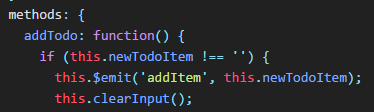 methods: {
addTodo: function() {
if (this.newTodoItem !== '') {
this.$emit('addItem', this.newTodoItem);
this.clearInput();